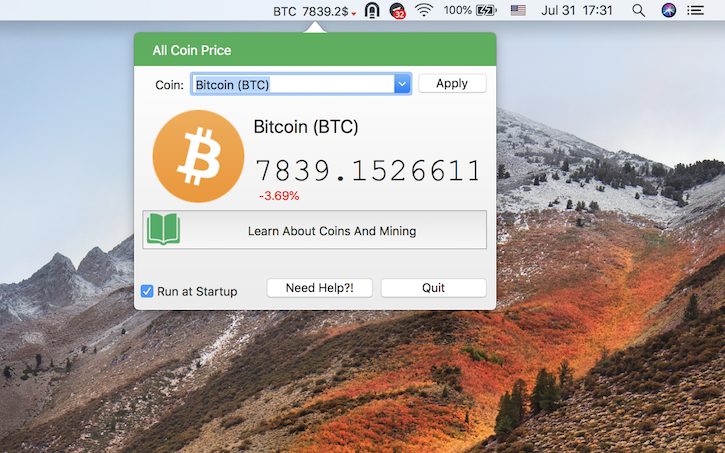 BTC 7839.2$ 32 100% Jul 31 17:31
All Coin Price
Coin: Bitcoin (BTC) Apply
Bitcoin (BTC)
7839.1526611
-3.69%
Learn About Coins And Mining
Run at Startup Need Help?! Quit